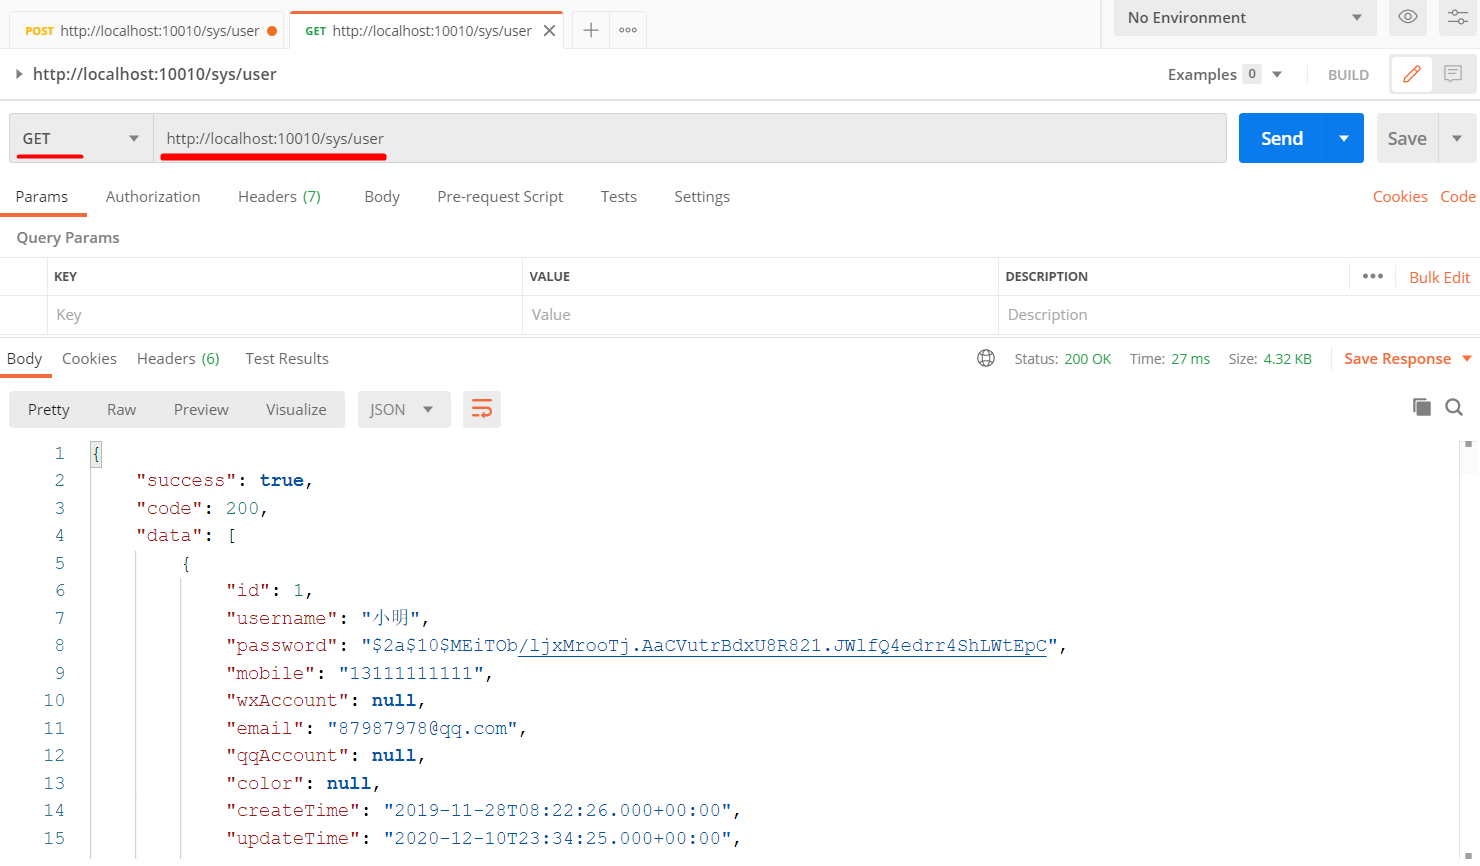 POST http://localhost:10010/sys/user GET http://localhost:10010/sys/user No Environment
http://localhost:10010/sys/user Examples 0 BUILD
GET http://localhost:10010/sys/user Send Save
Params Authorization Headers (7) Body Pre-request Script Tests Settings Cookies Code
Query Params
KEY VALUE DESCRIPTION Bulk Edit
Key Value Description
Body Cookies Headers (6) Test Results Status: 200 OK Time: 27 ms Size: 4.32 KB Save Response
Pretty Raw Preview Visualize JSON
1 {
2 "success": true,
3 "code": 200,
4 "data": [
5 {
6 "id": 1,
7 "username": "小明",
8 "password": "$2a$10$MEiTOb/ljxMrooTj.AaCVutrBdxU8R821.JWlfQ4edrr4ShLWtEpC",
9 "mobile": "13111111111",
10 "wxAccount": null,
11 "email": "87987978@qq.com",
12 "qqAccount": null,
13 "color": null,
14 "createTime": "2019-11-28T08:22:26.000+00:00",
15 "updateTime": "2020-12-10T23:34:25.000+00:00",